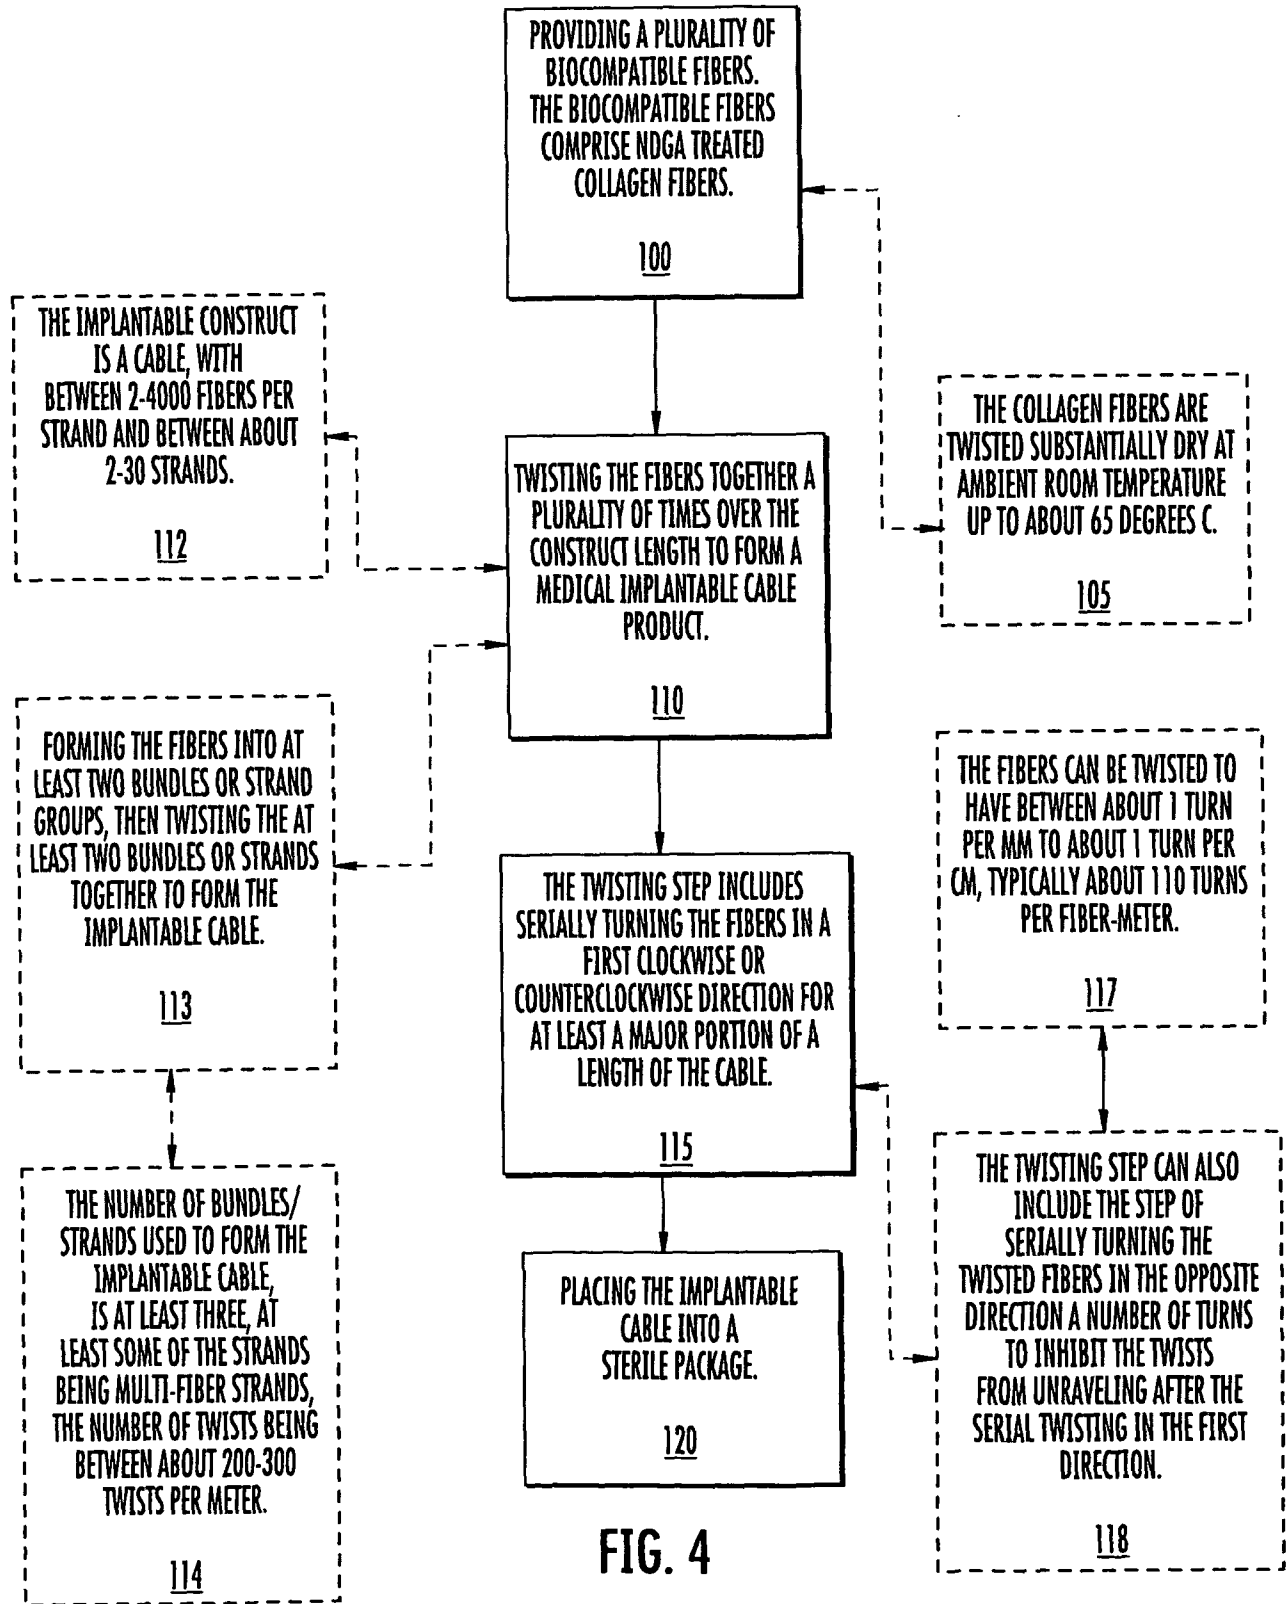 PROVIDING A PLURALITY OF
BIOCOMPATIBLE FIBERS.
THE BIOCOMPATIBLE FIBERS
COMPRISE NDGA TREATED
COLLAGEN FIBERS.
100
THE IMPLANTABLE CONSTRUCT
IS A CABLE, WITH
BETWEEN 2-4000 FIBERS PER
STRAND AND BETWEEN ABOUT
2-30 STRANDS.
112
THE COLLAGEN FIBERS ARE
TWISTED SUBSTANTIALLY DRY AT
AMBIENT ROOM TEMPERATURE
UP TO ABOUT 65 DEGREES C.
105
TWISTING THE FIBERS TOGETHER A
PLURALITY OF TIMES OVER THE
CONSTRUCT LENGTH TO FORM A
MEDICAL IMPLANTABLE CABLE
PRODUCT.
110
FORMING THE FIBERS INTO AT
LEAST TWO BUNDLES OR STRAND
GROUPS, THEN TWISTING THE AT
LEAST TWO BUNDLES OR STRANDS
TOGETHER TO FORM THE
IMPLANTABLE CABLE.
113
THE FIBERS CAN BE TWISTED TO
HAVE BETWEEN ABOUT 1 TURN
PER MM TO ABOUT 1 TURN PER
CM, TYPICALLY ABOUT 110 TURNS
PER FIBER-METER.
117
THE TWISTING STEP INCLUDES
SERIALLY TURNING THE FIBERS IN A
FIRST CLOCKWISE OR
COUNTERCLOCKWISE DIRECTION FOR
AT LEAST A MAJOR PORTION OF A
LENGTH OF THE CABLE.
115
THE NUMBER OF BUNDLES/
STRANDS USED TO FORM THE
IMPLANTABLE CABLE,
IS AT LEAST THREE, AT
LEAST SOME OF THE STRANDS
BEING MULTI-FIBER STRANDS,
THE NUMBER OF TWISTS BEING
BETWEEN ABOUT 200-300
TWISTS PER METER.
114
THE TWISTING STEP CAN ALSO
INCLUDE THE STEP OF
SERIALLY TURNING THE
TWISTED FIBERS IN THE OPPOSITE
DIRECTION A NUMBER OF TURNS
TO INHIBIT THE TWISTS
FROM UNRAVELING AFTER THE
SERIAL TWISTING IN THE FIRST
DIRECTION.
118
PLACING THE IMPLANTABLE
CABLE INTO A
STERILE PACKAGE.
120
FIG. 4